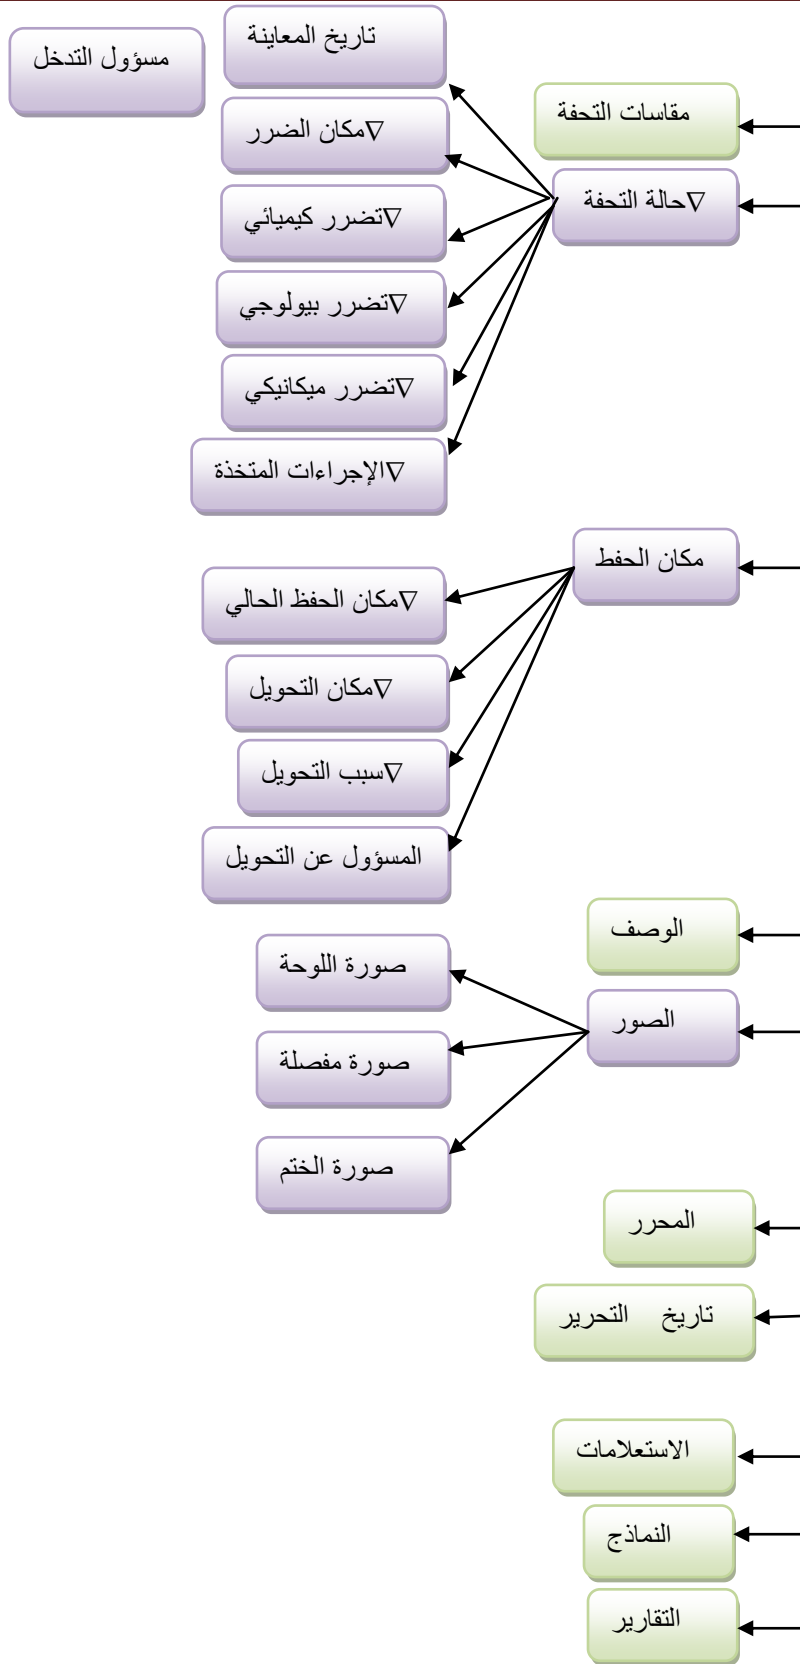 مقاسات التحفة
∇حالة التحفة
تاريخ المعاينة
مسؤول التدخل
∇مكان الضرر
∇تضرر كيميائي
∇تضرر بيولوجي
∇تضرر ميكانيكي
∇الإجراءات المتخذة
مكان الحفط
∇مكان الحفظ الحالي
∇مكان التحويل
∇سبب التحويل
المسؤول عن التحويل
الوصف
الصور
صورة اللوحة
صورة مفصلة
صورة الختم
المحرر
تاريخ التحرير
الاستعلامات
النماذج
التقارير